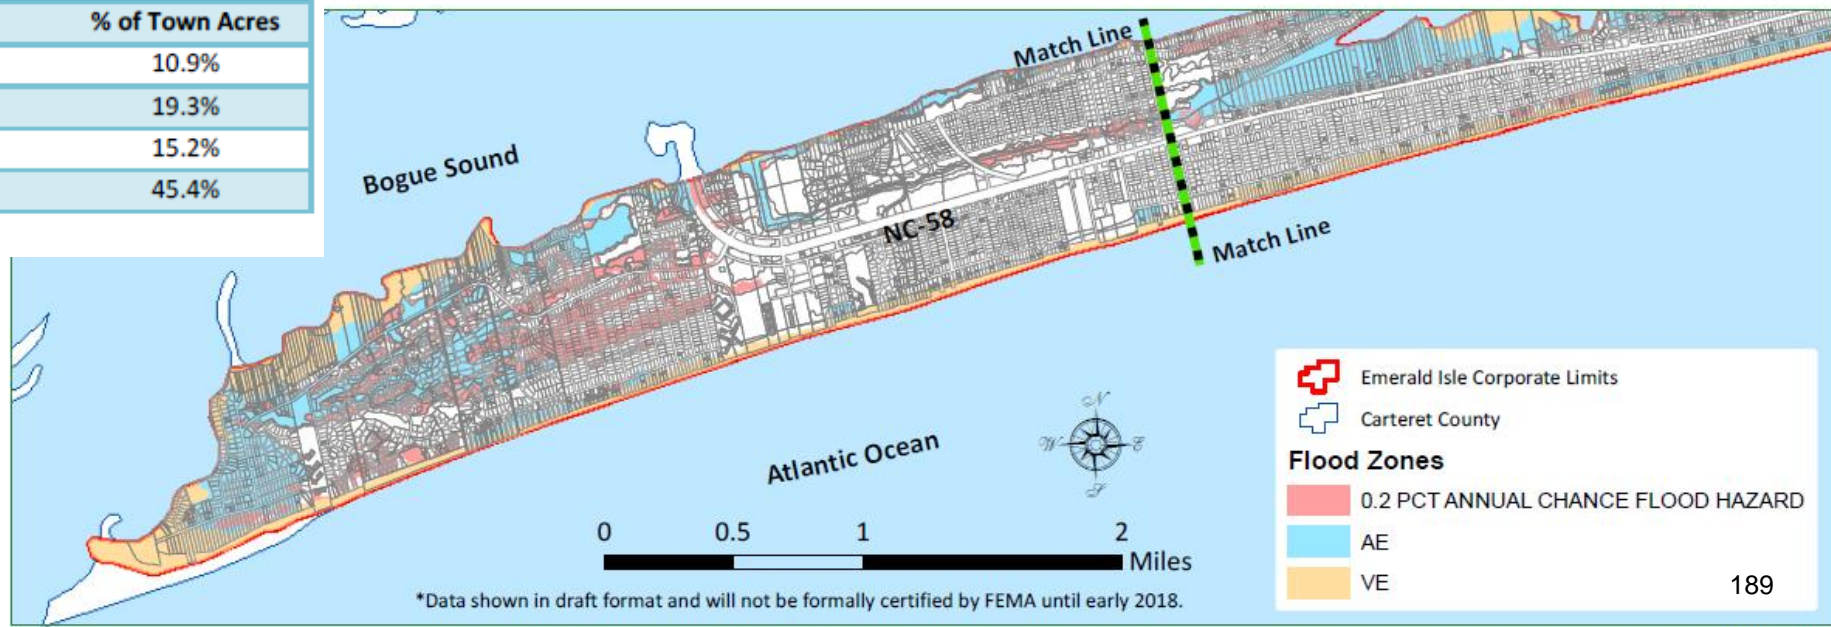 % of Town Acres
10.9%
19.3%
15.2%
45.4%
Match Line
Bogue Sound
NC-58
Match Line
Atlantic Ocean
N
W E
S
0 0.5 1 2
Miles
*Data shown in draft format and will not be formally certified by FEMA until early 2018.
Emerald Isle Corporate Limits
Carteret County
Flood Zones
0.2 PCT ANNUAL CHANCE FLOOD HAZARD
AE
VE
189